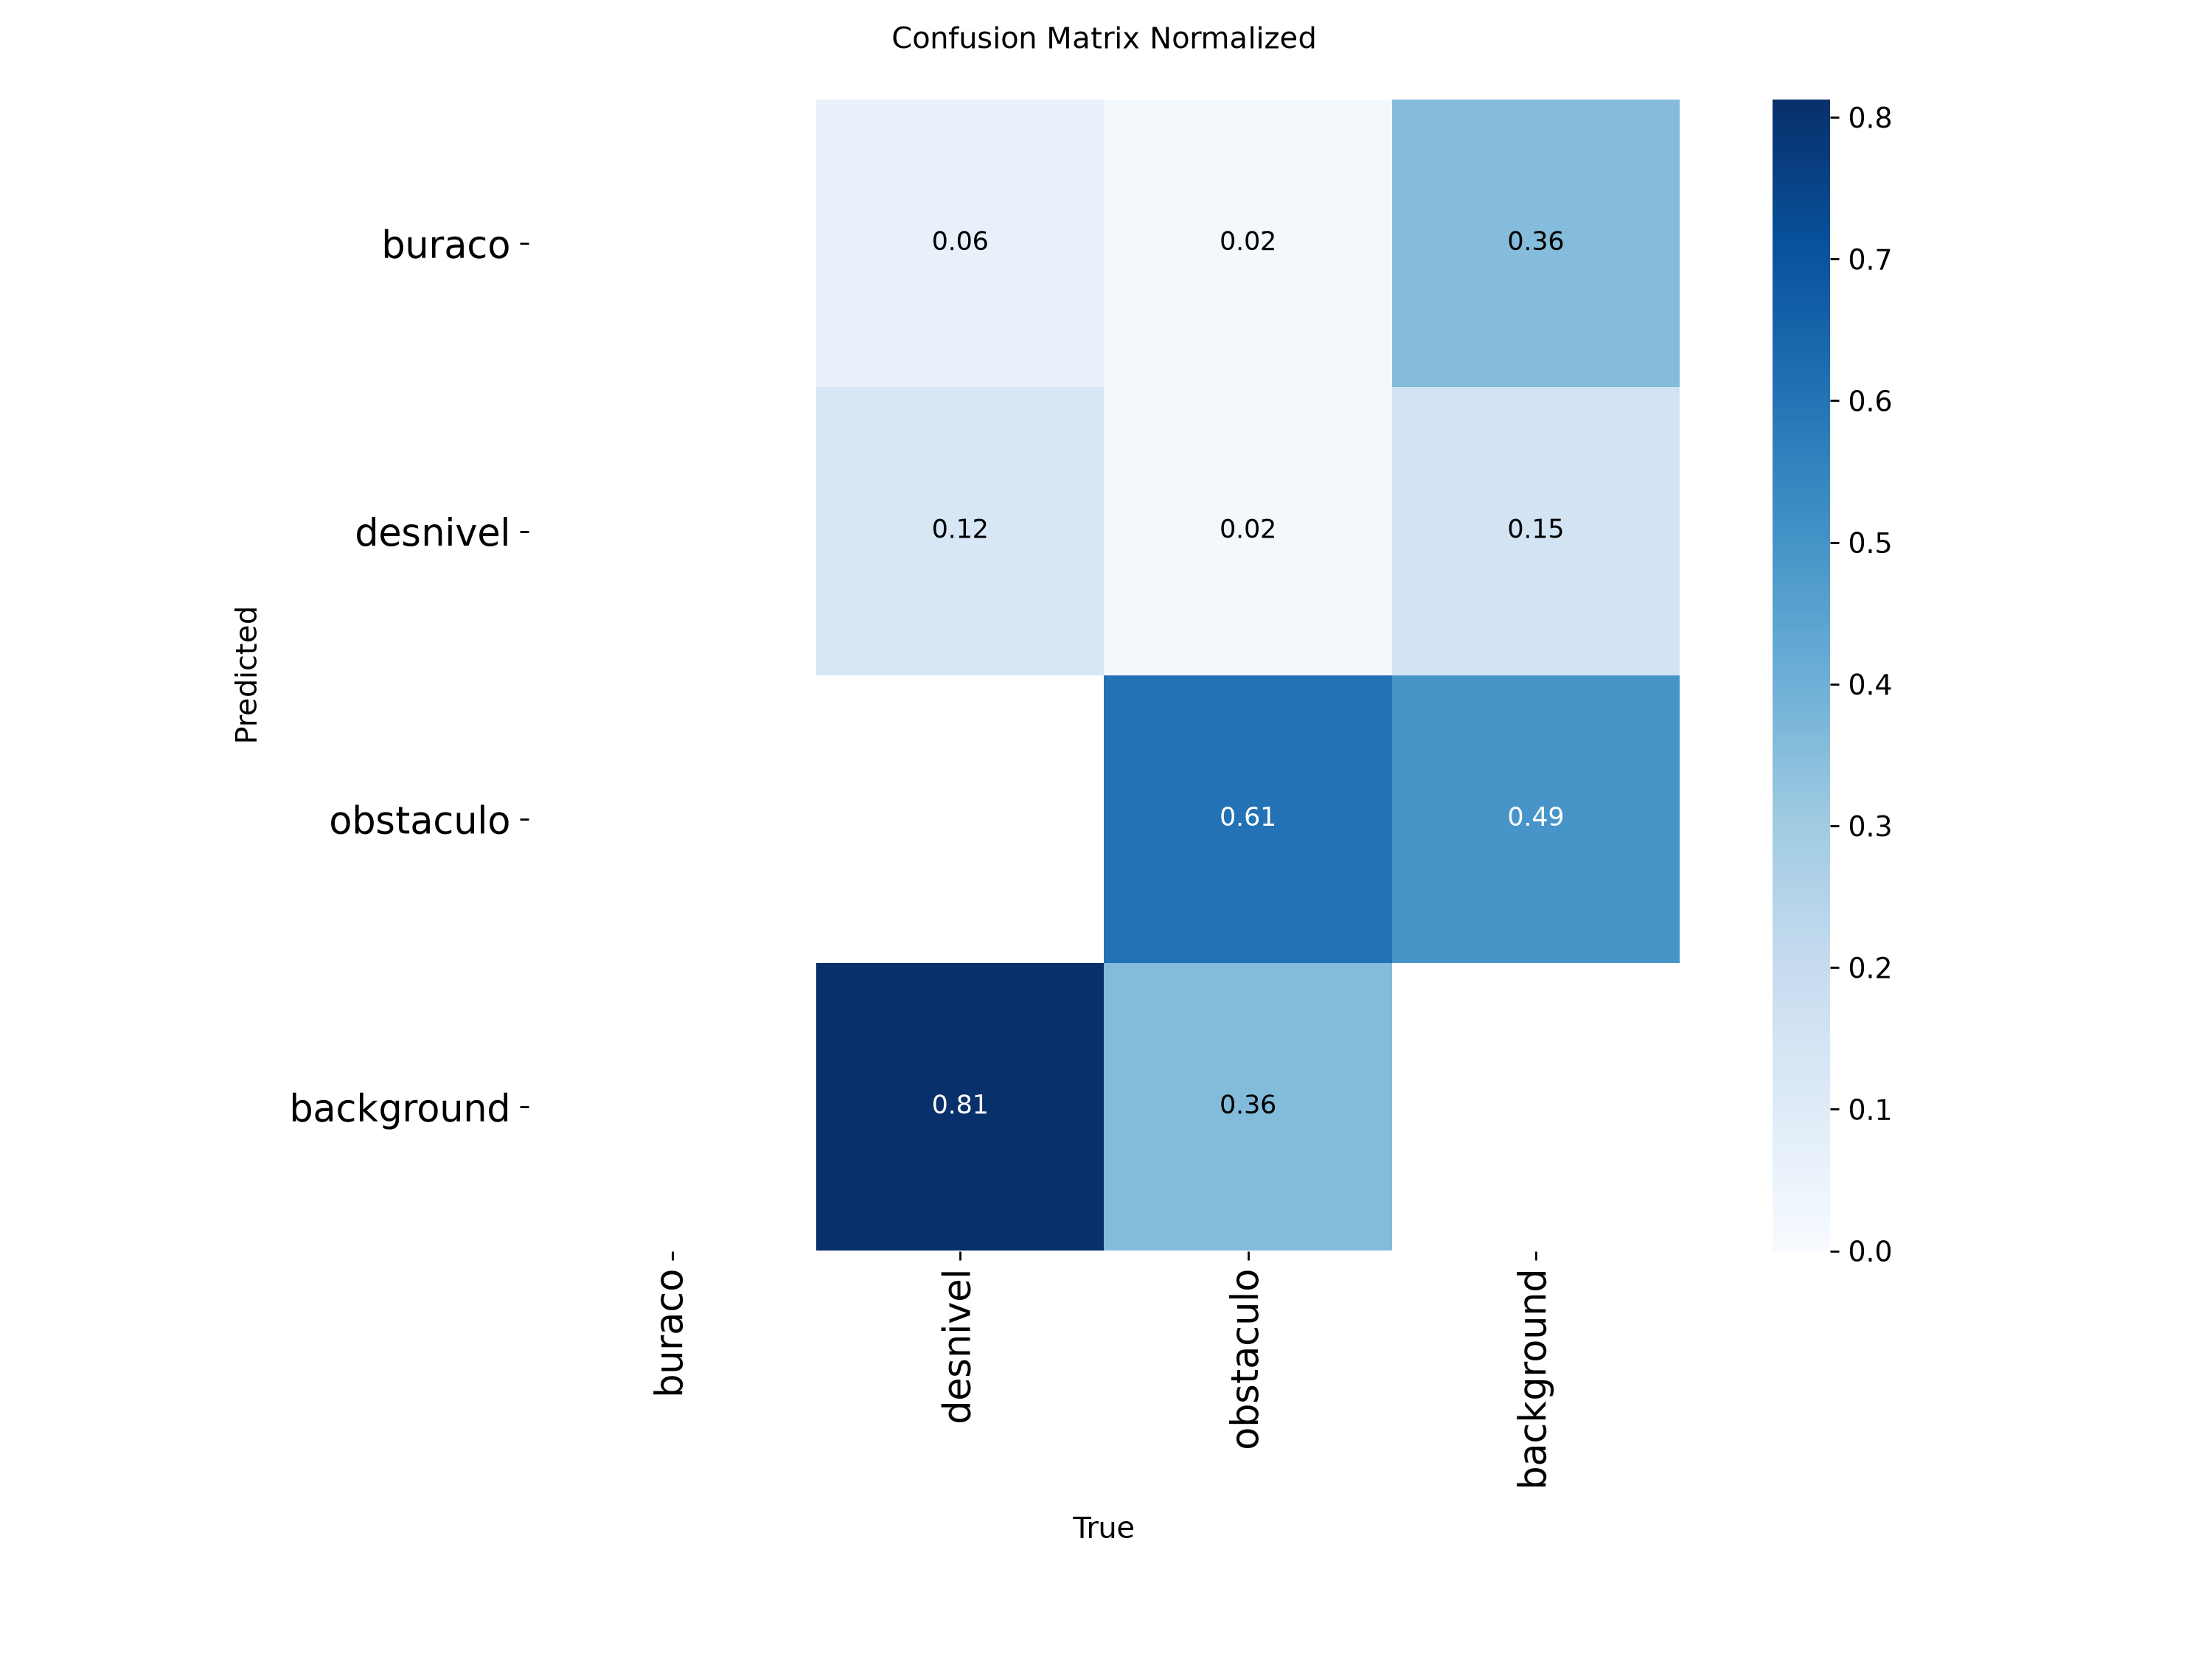 Confusion Matrix Normalized
buraco
0.06 0.02 0.36
desnivel
0.12 0.02 0.15
obstaculo
0.61 0.49
background
0.81 0.36
Predicted
buraco
desnivel
obstaculo
background
True
0.8
0.7
0.6
0.5
0.4
0.3
0.2
0.1
0.0